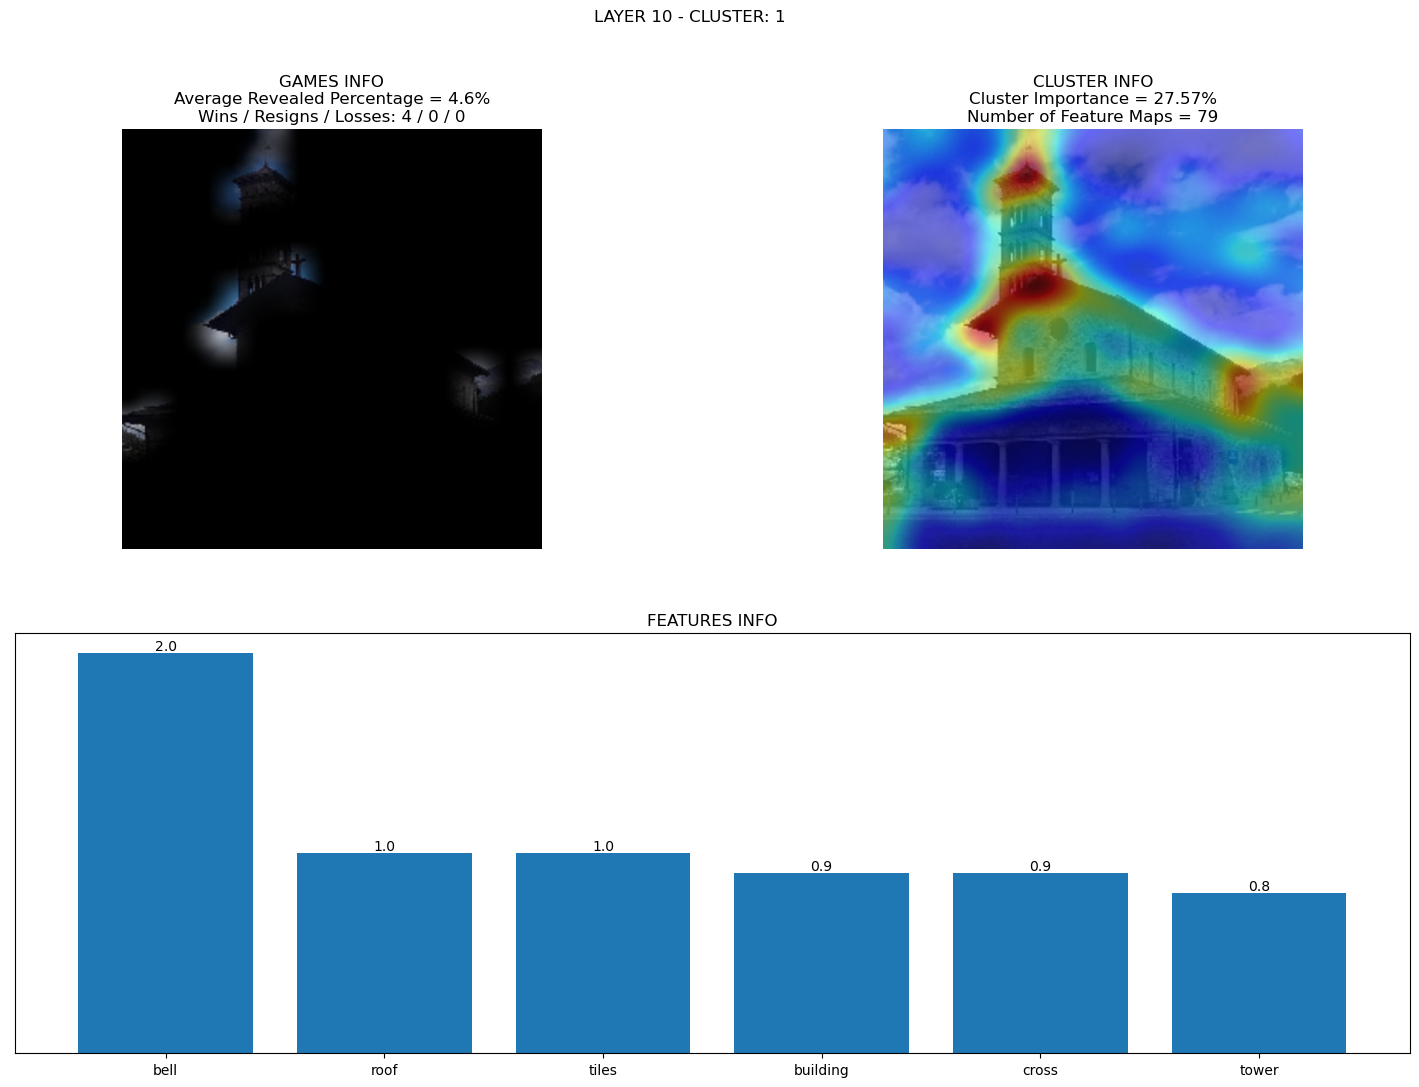 LAYER 10 - CLUSTER: 1
GAMES INFO
Average Revealed Percentage = 4.6%
Wins / Resigns / Losses: 4 / 0 / 0
CLUSTER INFO
Cluster Importance = 27.57%
Number of Feature Maps = 79
FEATURES INFO
2.0
1.0
1.0
0.9
0.9
0.8
bell
roof
tiles
building
cross
tower